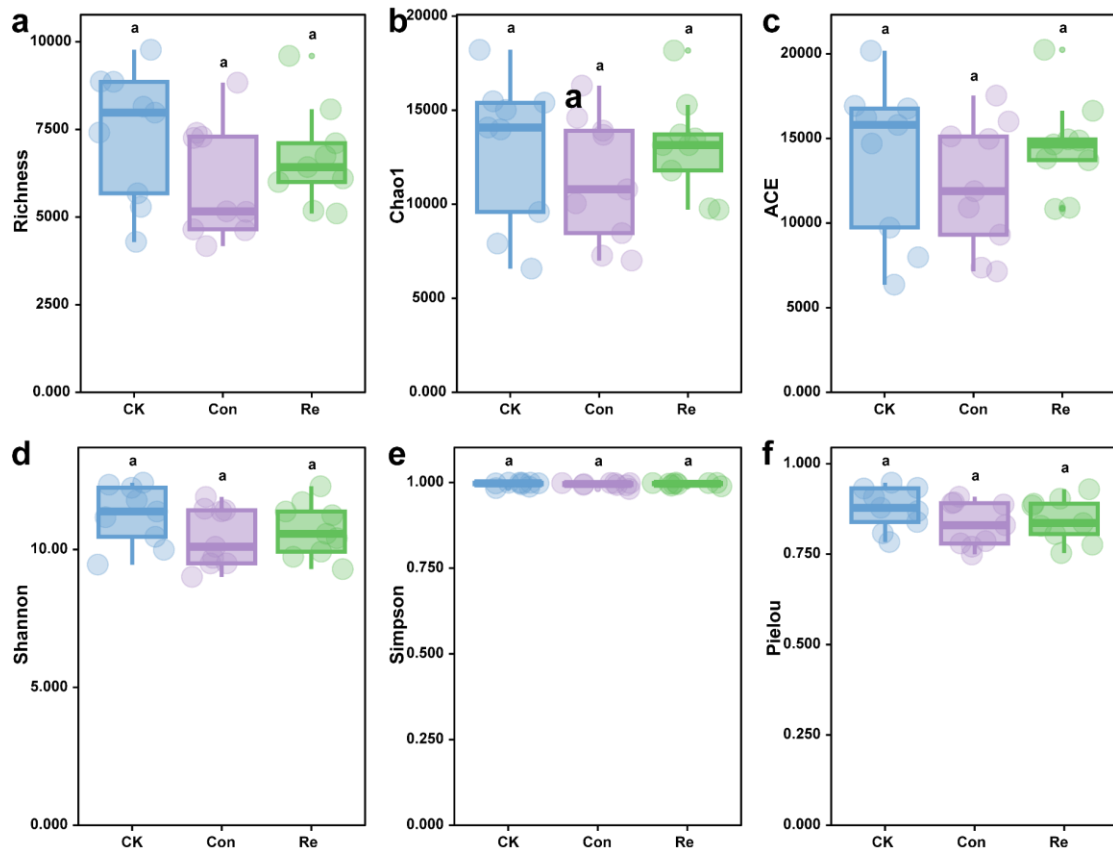 a
Richness
10000
7500
5000
2500
0.000
a
a
a
CK
Con
Re
b
Chao1
20000
15000
10000
5000
0.000
a
a
a
a
CK
Con
Re
c
ACE
20000
15000
10000
5000
0.000
a
a
a
CK
Con
Re
d
Shannon
10.00
5.000
0.000
a
a
a
CK
Con
Re
e
Simpson
1.000
0.750
0.500
0.250
0.000
a
a
a
CK
Con
Re
f
Pielou
1.000
0.750
0.500
0.250
0.000
a
a
a
CK
Con
Re